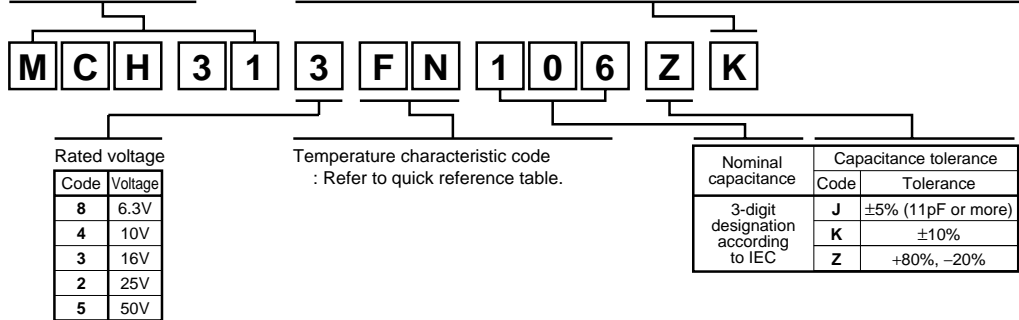 M C H 3 1 3 F N 1 0 6 Z K
Rated voltage
Code Voltage
8 6.3V
4 10V
3 16V
2 25V
5 50V
Temperature characteristic code
: Refer to quick reference table.
Nominal capacitance
3-digit designation according to IEC
Capacitance tolerance
Code Tolerance
J ±5% (11pF or more)
K ±10%
Z +80%, −20%